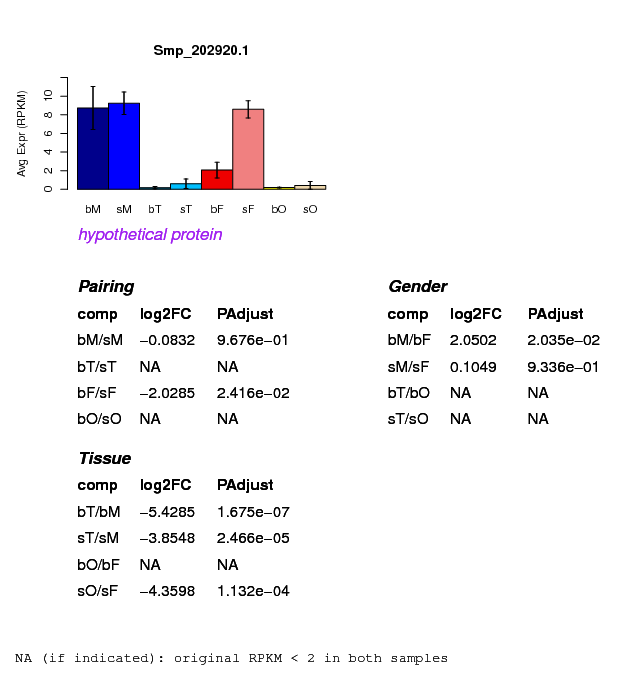 Smp_202920.1
Avg Expr (RPKM)
0 2 4 6 8 10
bM sM bT sT bF sF bO sO
hypothetical protein
Pairing
comp log2FC PAdjust
bM/sM −0.0832 9.676e−01
bT/sT NA NA
bF/sF −2.0285 2.416e−02
bO/sO NA NA
Gender
comp log2FC PAdjust
bM/bF 2.0502 2.035e−02
sM/sF 0.1049 9.336e−01
bT/bO NA NA
sT/sO NA NA
Tissue
comp log2FC PAdjust
bT/bM −5.4285 1.675e−07
sT/sM −3.8548 2.466e−05
bO/bF NA NA
sO/sF −4.3598 1.132e−04
NA (if indicated): original RPKM < 2 in both samples